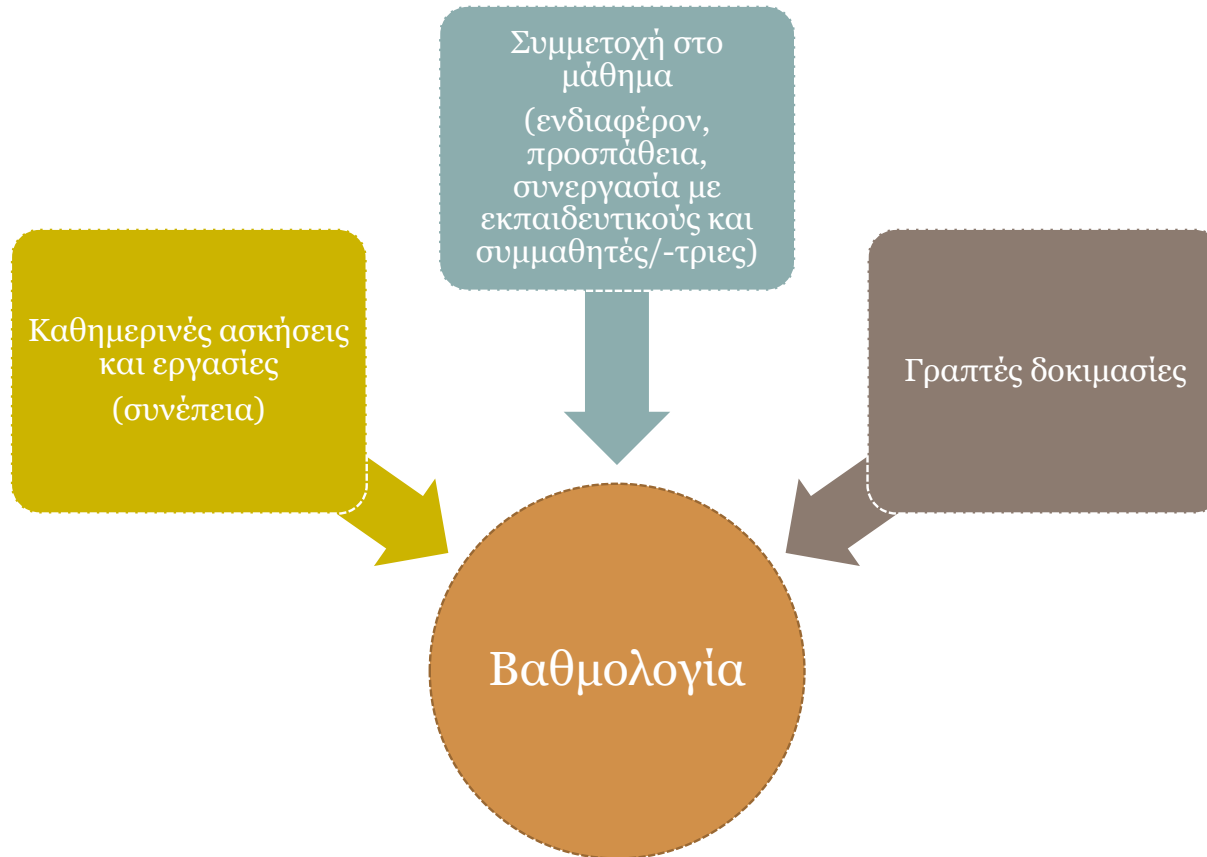 Συμμετοχή στο
μάθημα
(ενδιαφέρον,
προσπάθεια,
συνεργασία με
εκπαιδευτικούς και
συμμαθητές/-τριες)
Καθημερινές ασκήσεις
και εργασίες
(συνέπεια)
Γραπτές δοκιμασίες
Βαθμολογία